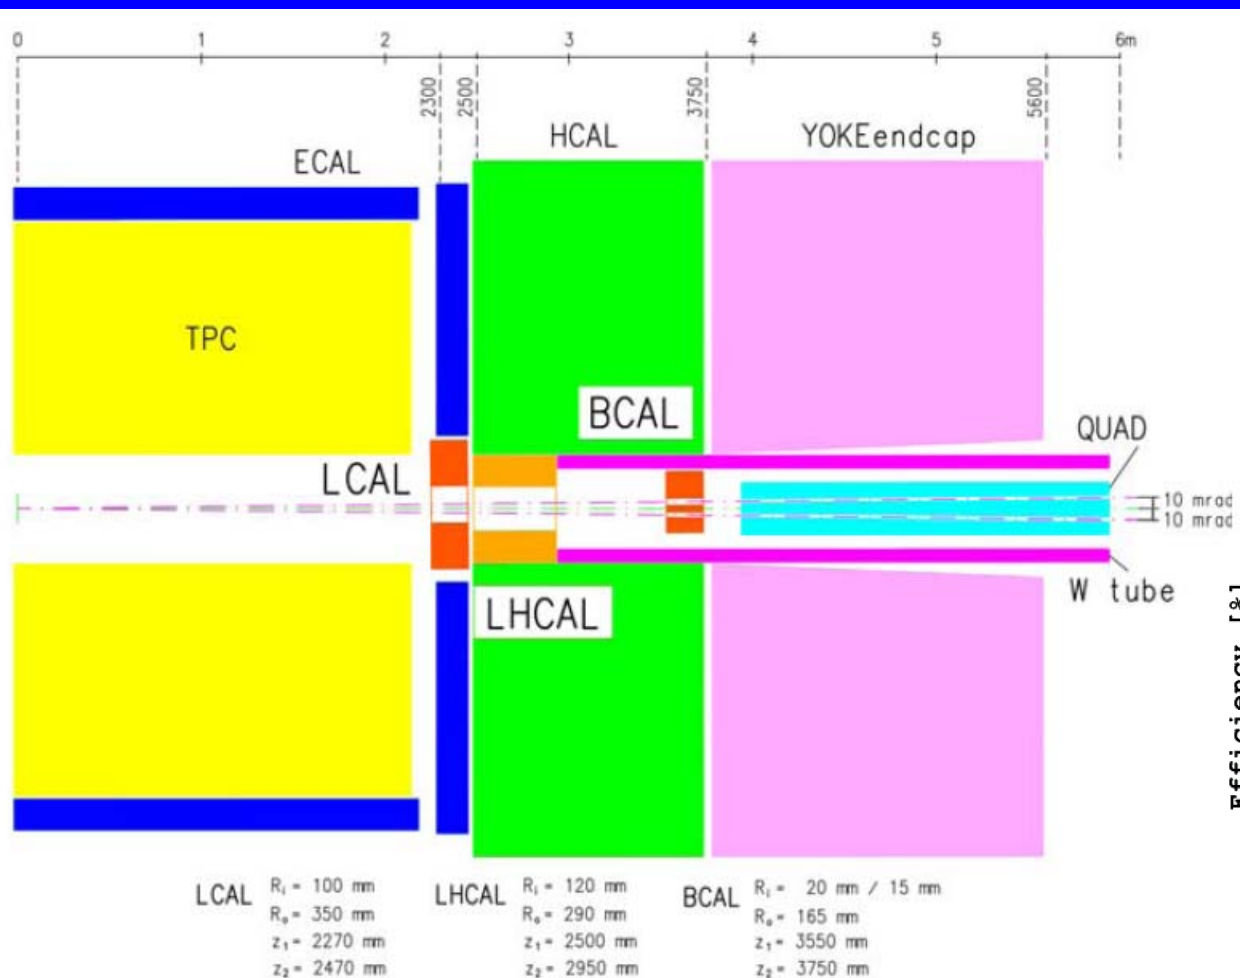 0 1 2 3 4 5 6m
2300 2500 3750 5600
HCAL YOKEendcap
ECAL
TPC
BCAL
QUAD
LCAL
10 mrad
10 mrad
W tube
LHCAL
Efficiency [%]
LCAL Rᵢ = 100 mm
Rₒ = 350 mm
z₁ = 2270 mm
z₂ = 2470 mm
LHCAL Rᵢ = 120 mm
Rₒ = 290 mm
z₁ = 2500 mm
z₂ = 2950 mm
BCAL Rᵢ = 20 mm / 15 mm
Rₒ = 165 mm
z₁ = 3550 mm
z₂ = 3750 mm